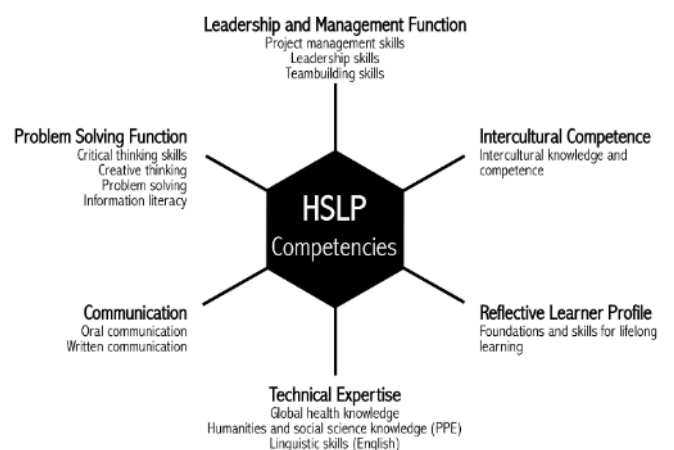 Leadership and Management Function
Project management skills
Leadership skills
Teambuilding skills
Problem Solving Function
Critical thinking skills
Creative thinking
Problem solving
Information literacy
Intercultural Competence
Intercultural knowledge and
competence
HSLP
Competencies
Communication
Oral communication
Written communication
Reflective Learner Profile
Foundations and skills for lifelong
learning
Technical Expertise
Global health knowledge
Humanities and social science knowledge (PPE)
Linguistic skills (English)